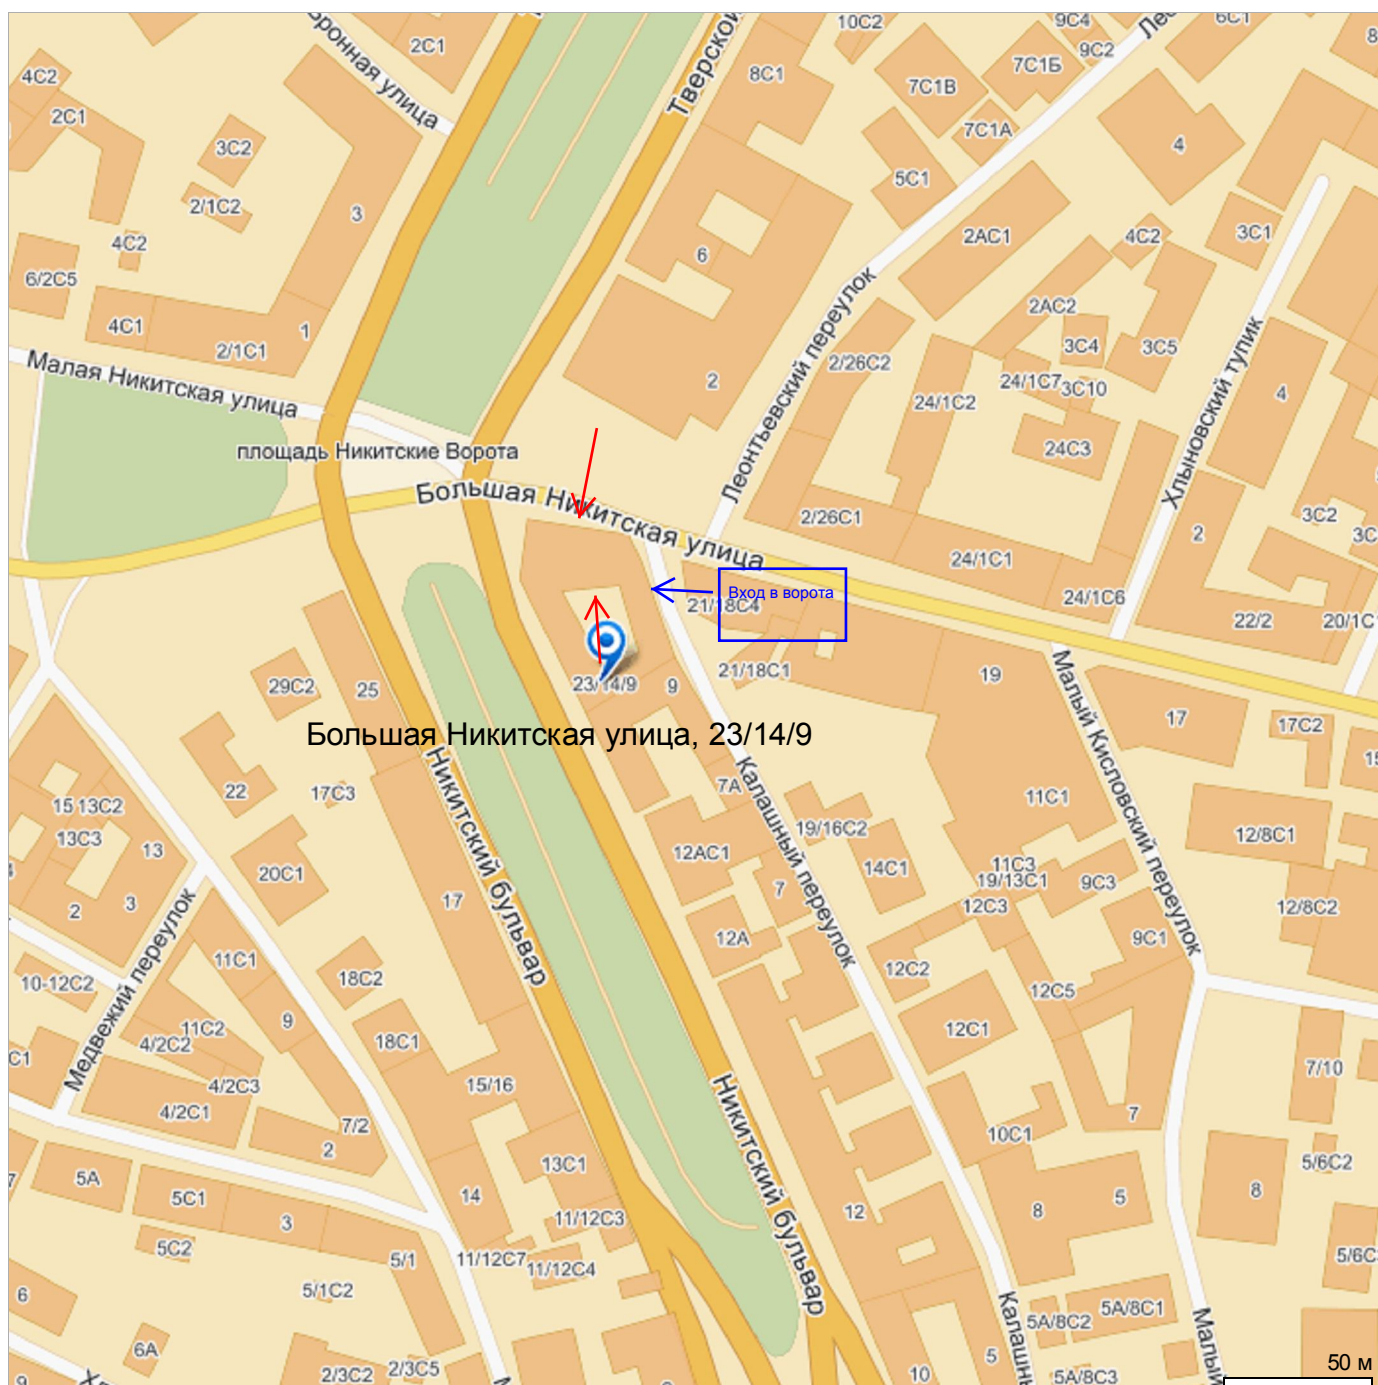 10С2
9С4
6С1
Бронная улица
2С1
9С2
Тверской
4С2
8С1
7С1Б
7С1В
2С1
7С1А
3С2
4
5С1
2/1С2
3
3С1
4С2
2АС1
4С2
6
6/2С5
2АС2
4С1
1
2/1С1
3С4
3С5
Леонтьевский переулок
2/26С2
Малая Никитская улица
2
24/1С7
3С10
4
24/1С2
Хлыновский тупик
площадь Никитские Ворота
24С3
Большая Никитская улица
2/26С1
3С2
2
24/1С1
Вход в ворота
21/18С4
24/1С6
22/2
20/1С
21/18С1
19
29С2
25
23/14/9
9
Малый Кисловский переулок
17
17С2
Большая Никитская улица, 23/14/9
Никитский бульвар
Калашный переулок
7А
22
17С3
11С1
15
13С2
19/16С2
12/8С1
13С3
13
12АС1
11С3
14С1
20С1
19/13С1
9С3
7
17
3
2
12С3
12/8С2
12А
9С1
Медвежий переулок
11С1
12С2
18С2
10-12С2
12С5
9
11С2
12С1
18С1
4/2С2
7/10
4/2С3
15/16
Никитский бульвар
4/2С1
7
7/2
10С1
2
13С1
5/6С2
5А
5С1
14
8
5
8
3
12
11/12С3
5С2
5/1
11/12С7
11/12С4
5/1С2
6
Калашн
5А/8С1
5А/8С2
Малый
6А
5
50 м
2/3С2
2/3С5
10
5А/8С3